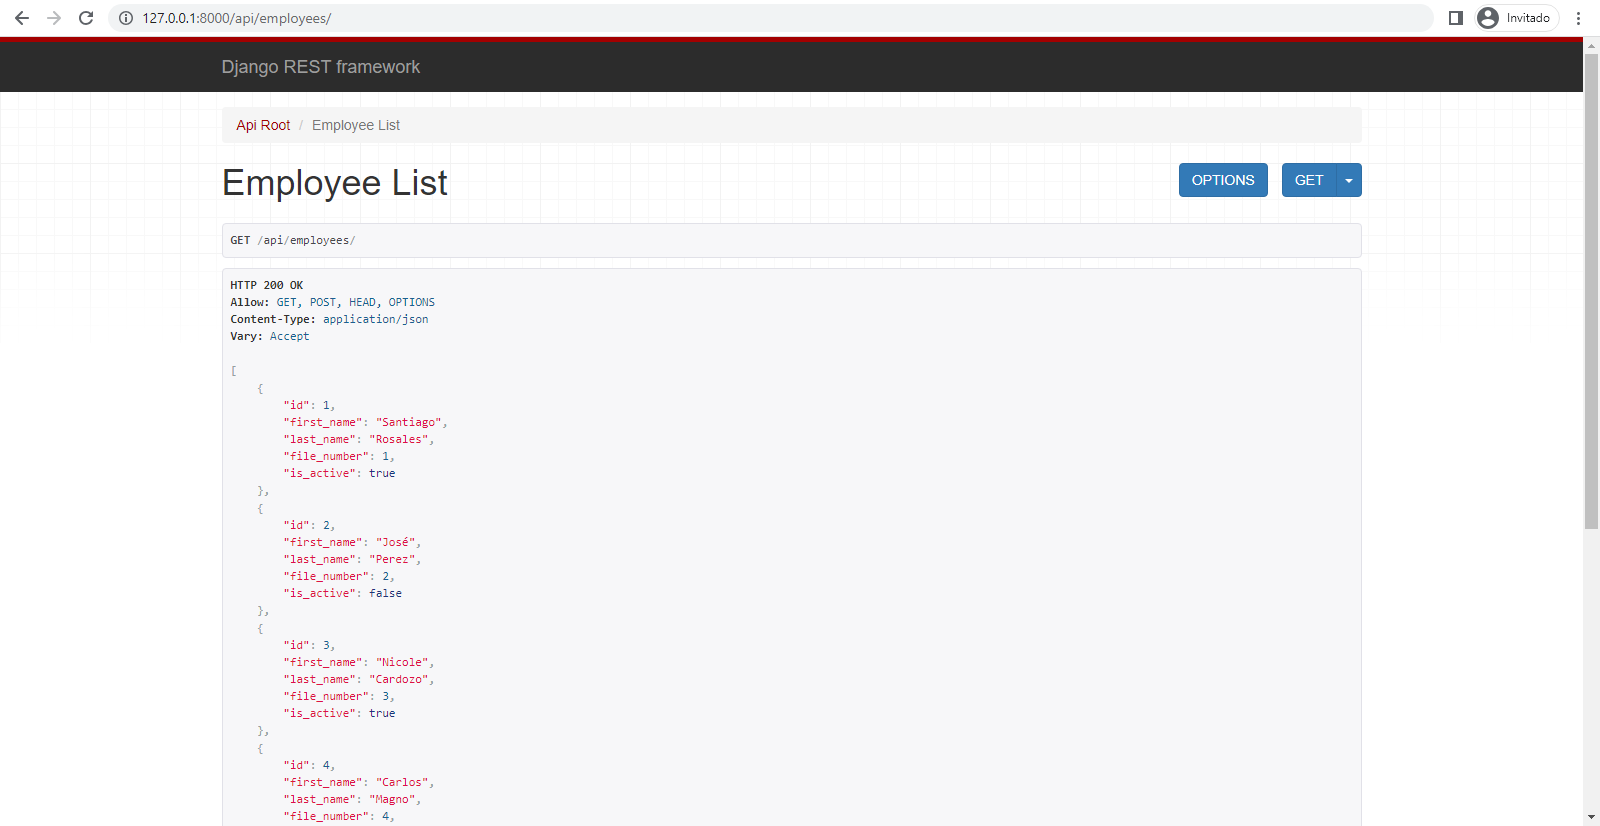 127.0.0.1:8000/api/employees/
Invitado
Django REST framework
Api Root / Employee List
Employee List
OPTIONS
GET
GET /api/employees/
HTTP 200 OK
Allow: GET, POST, HEAD, OPTIONS
Content-Type: application/json
Vary: Accept
[
    {
        "id": 1,
        "first_name": "Santiago",
        "last_name": "Rosales",
        "file_number": 1,
        "is_active": true
    },
    {
        "id": 2,
        "first_name": "José",
        "last_name": "Perez",
        "file_number": 2,
        "is_active": false
    },
    {
        "id": 3,
        "first_name": "Nicole",
        "last_name": "Cardozo",
        "file_number": 3,
        "is_active": true
    },
    {
        "id": 4,
        "first_name": "Carlos",
        "last_name": "Magno",
        "file_number": 4,